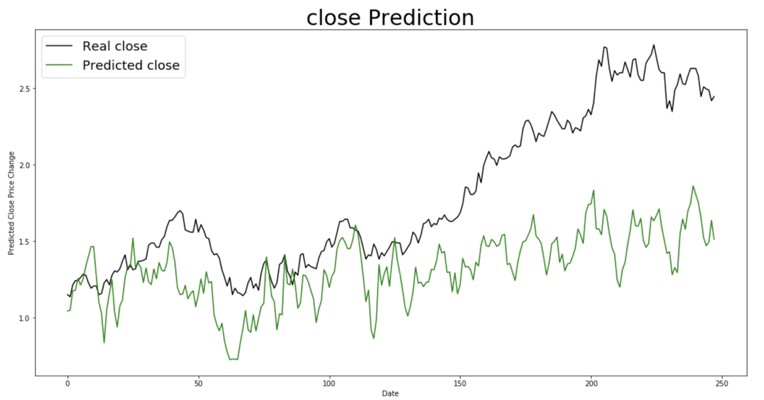 close Prediction
Real close
Predicted close
Predicted Close Price Change
2.5
2.0
1.5
1.0
0
50
100
150
200
250
Date